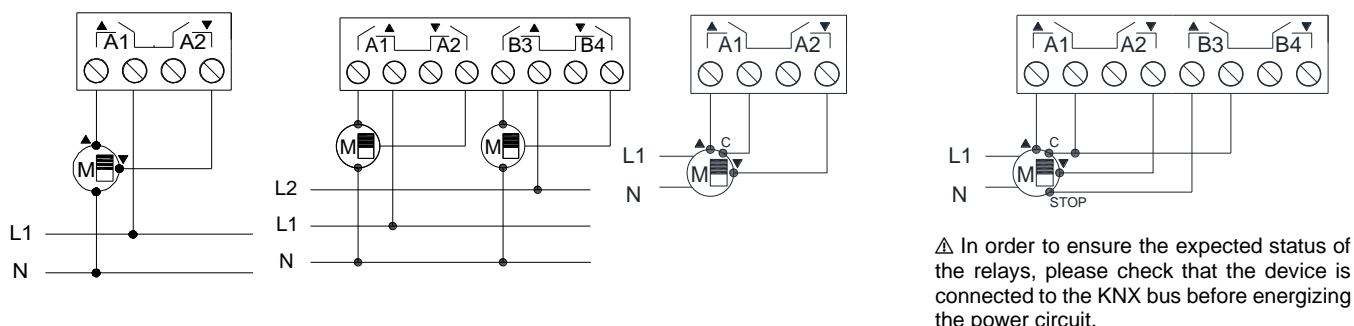 ▲ A1 A2 ▼
▲ ▼
M
L1
N
A1 ▲ ▼ A2 B3 ▲ ▼ B4
M M
L2
L1
N
▲ A1 A2 ▼
▲ C
L1 M ▼
N
▲ A1 A2 ▼ ▲ B3 B4 ▼
▲ C
L1 M ▼
N STOP
⚠ In order to ensure the expected status of
the relays, please check that the device is
connected to the KNX bus before energizing
the power circuit.